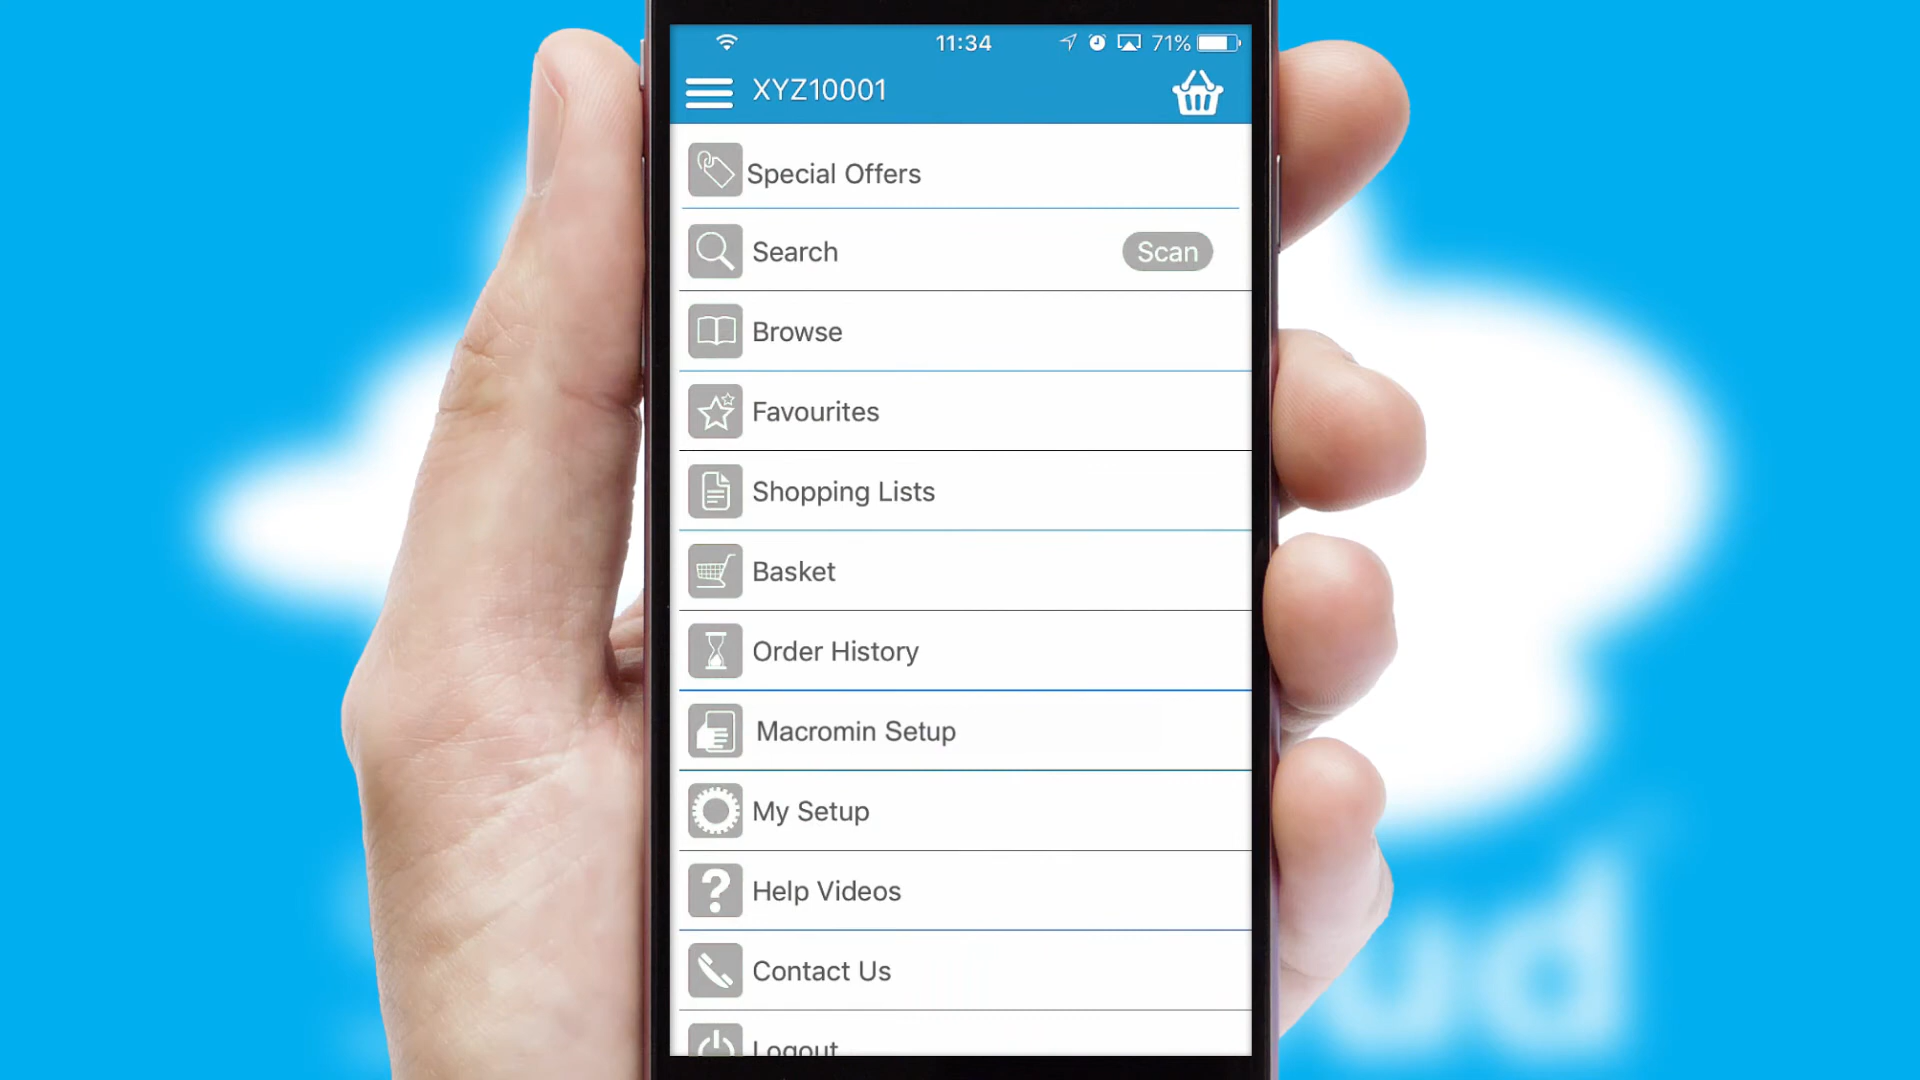 11:34 71%
XYZ10001
Special Offers
Search Scan
Browse
Favourites
Shopping Lists
Basket
Order History
Macromin Setup
My Setup
Help Videos
Contact Us
Logout
ud